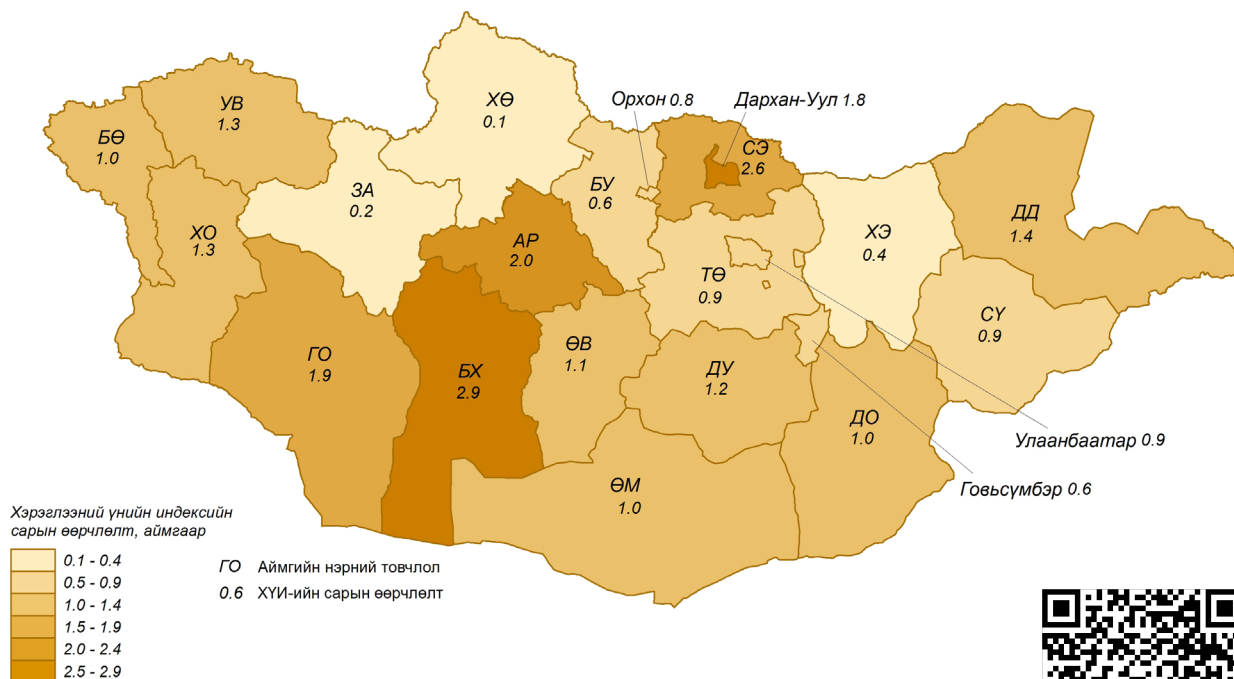 УВ
1.3
БӨ
1.0
ХО
1.3
ЗА
0.2
ХӨ
0.1
Орхон 0.8
Дархан-Уул 1.8
БУ
0.6
СЭ
2.6
АР
2.0
ТӨ
0.9
ХЭ
0.4
ДД
1.4
СҮ
0.9
ГО
1.9
БХ
2.9
ӨВ
1.1
ДУ
1.2
ДО
1.0
ӨМ
1.0
Улаанбаатар 0.9
Говьсүмбэр 0.6
Хэрэглээний үнийн индексийн
сарын өөрчлөлт, аймгаар
0.1 - 0.4
0.5 - 0.9
1.0 - 1.4
1.5 - 1.9
2.0 - 2.4
2.5 - 2.9
ГО Аймгийн нэрний товчлол
0.6 ХҮИ-ийн сарын өөрчлөлт